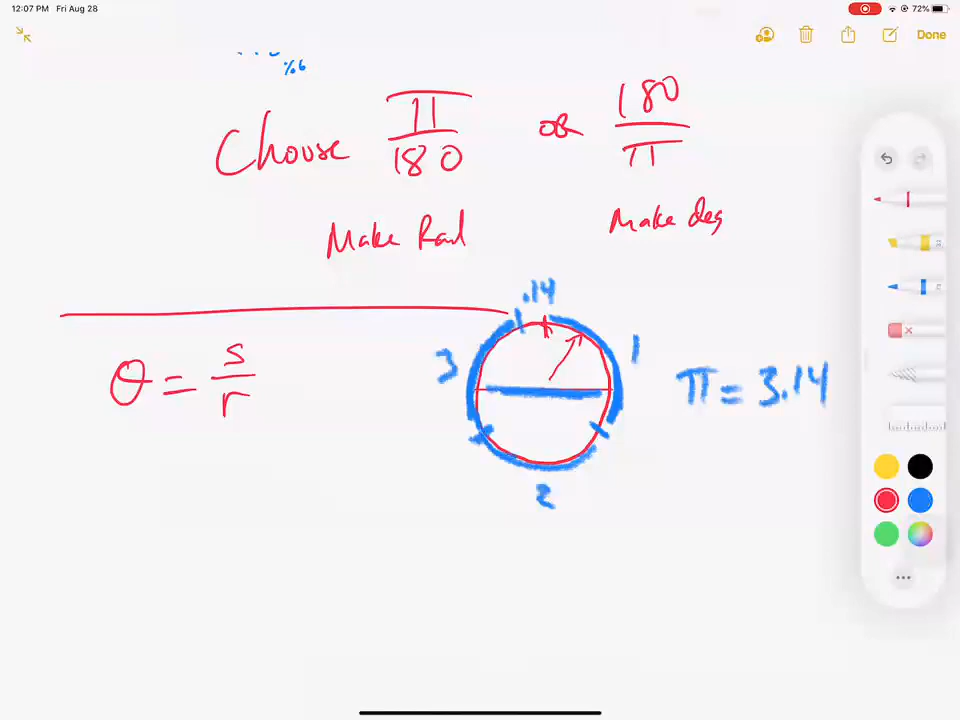 12:07 PM Fri Aug 28
72%
Done
Choose π/180 or 180/π
Make Rad
Make deg
.14
3
1
π = 3.14
θ = s/r
2